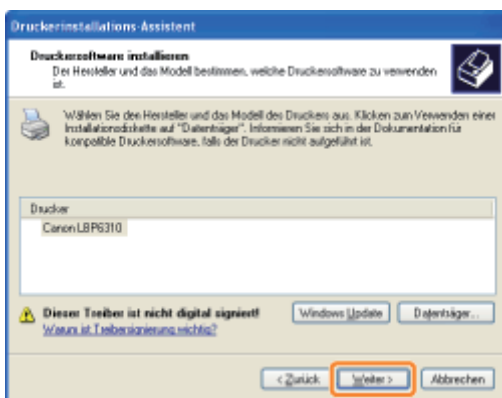 Druckerinstallations-Assistent
Druckersoftware installieren
Der Hersteller und das Modell bestimmen, welche Druckersoftware zu verwenden
ist.
Wählen Sie den Hersteller und das Modell des Druckers aus. Klicken zum Verwenden einer
Installationsdiskette auf "Datenträger". Informieren Sie sich in der Dokumentation für
kompatible Druckersoftware, falls der Drucker nicht aufgeführt ist.
Drucker
Canon LBP6310
Dieser Treiber ist nicht digital signiert!
Windows Update
Datenträger...
Warum ist Treibersignierung wichtig?
< Zurück
Weiter >
Abbrechen